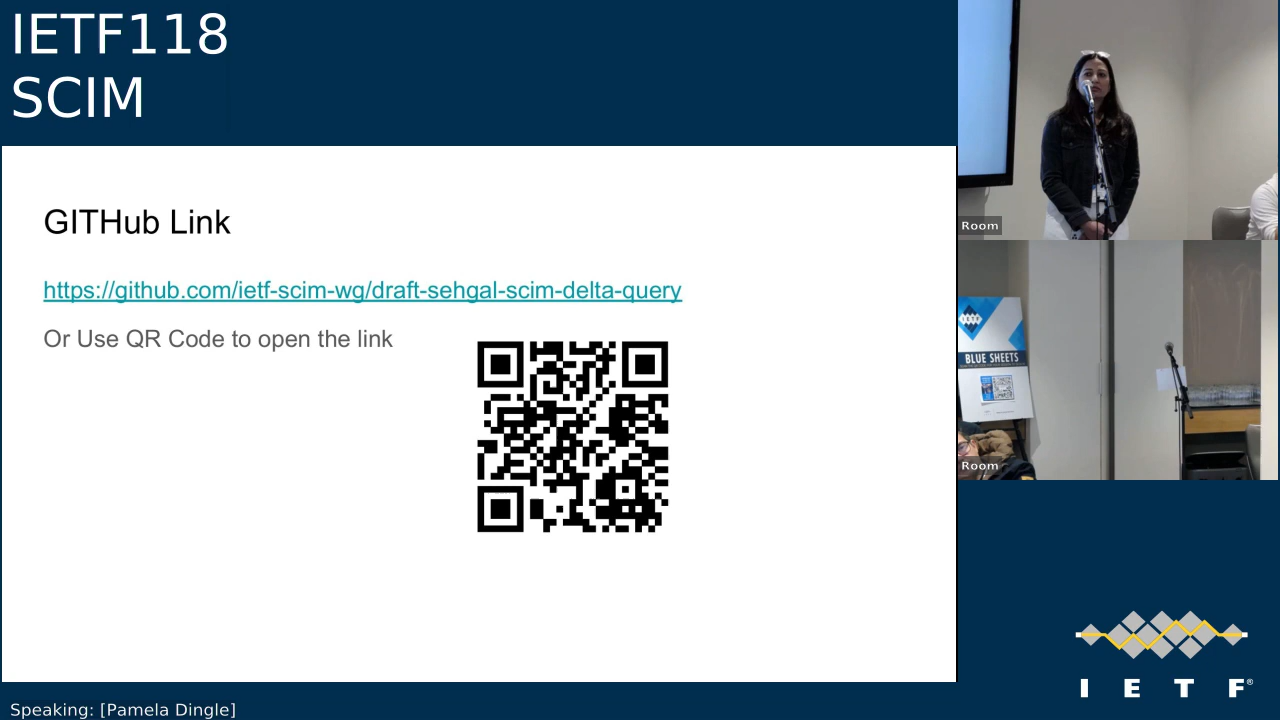 IETF118
SCIM
GITHub Link
https://github.com/ietf-scim-wg/draft-sehgal-scim-delta-query
Or Use QR Code to open the link
Room
IETF
BLUE SHEETS
Room
I E T F®
Speaking: [Pamela Dingle]